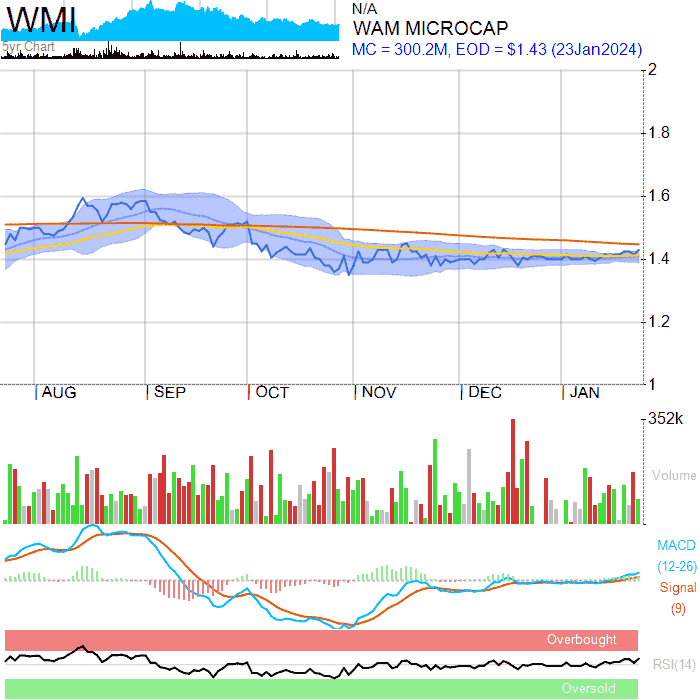 WMI
5yr Chart
N/A
WAM MICROCAP
MC = 300.2M, EOD = $1.43 (23Jan2024)
2
1.8
1.6
1.4
1.2
1
AUG SEP OCT NOV DEC JAN
352k
Volume
MACD
(12-26)
Signal
(9)
Overbought
RSI(14)
Oversold